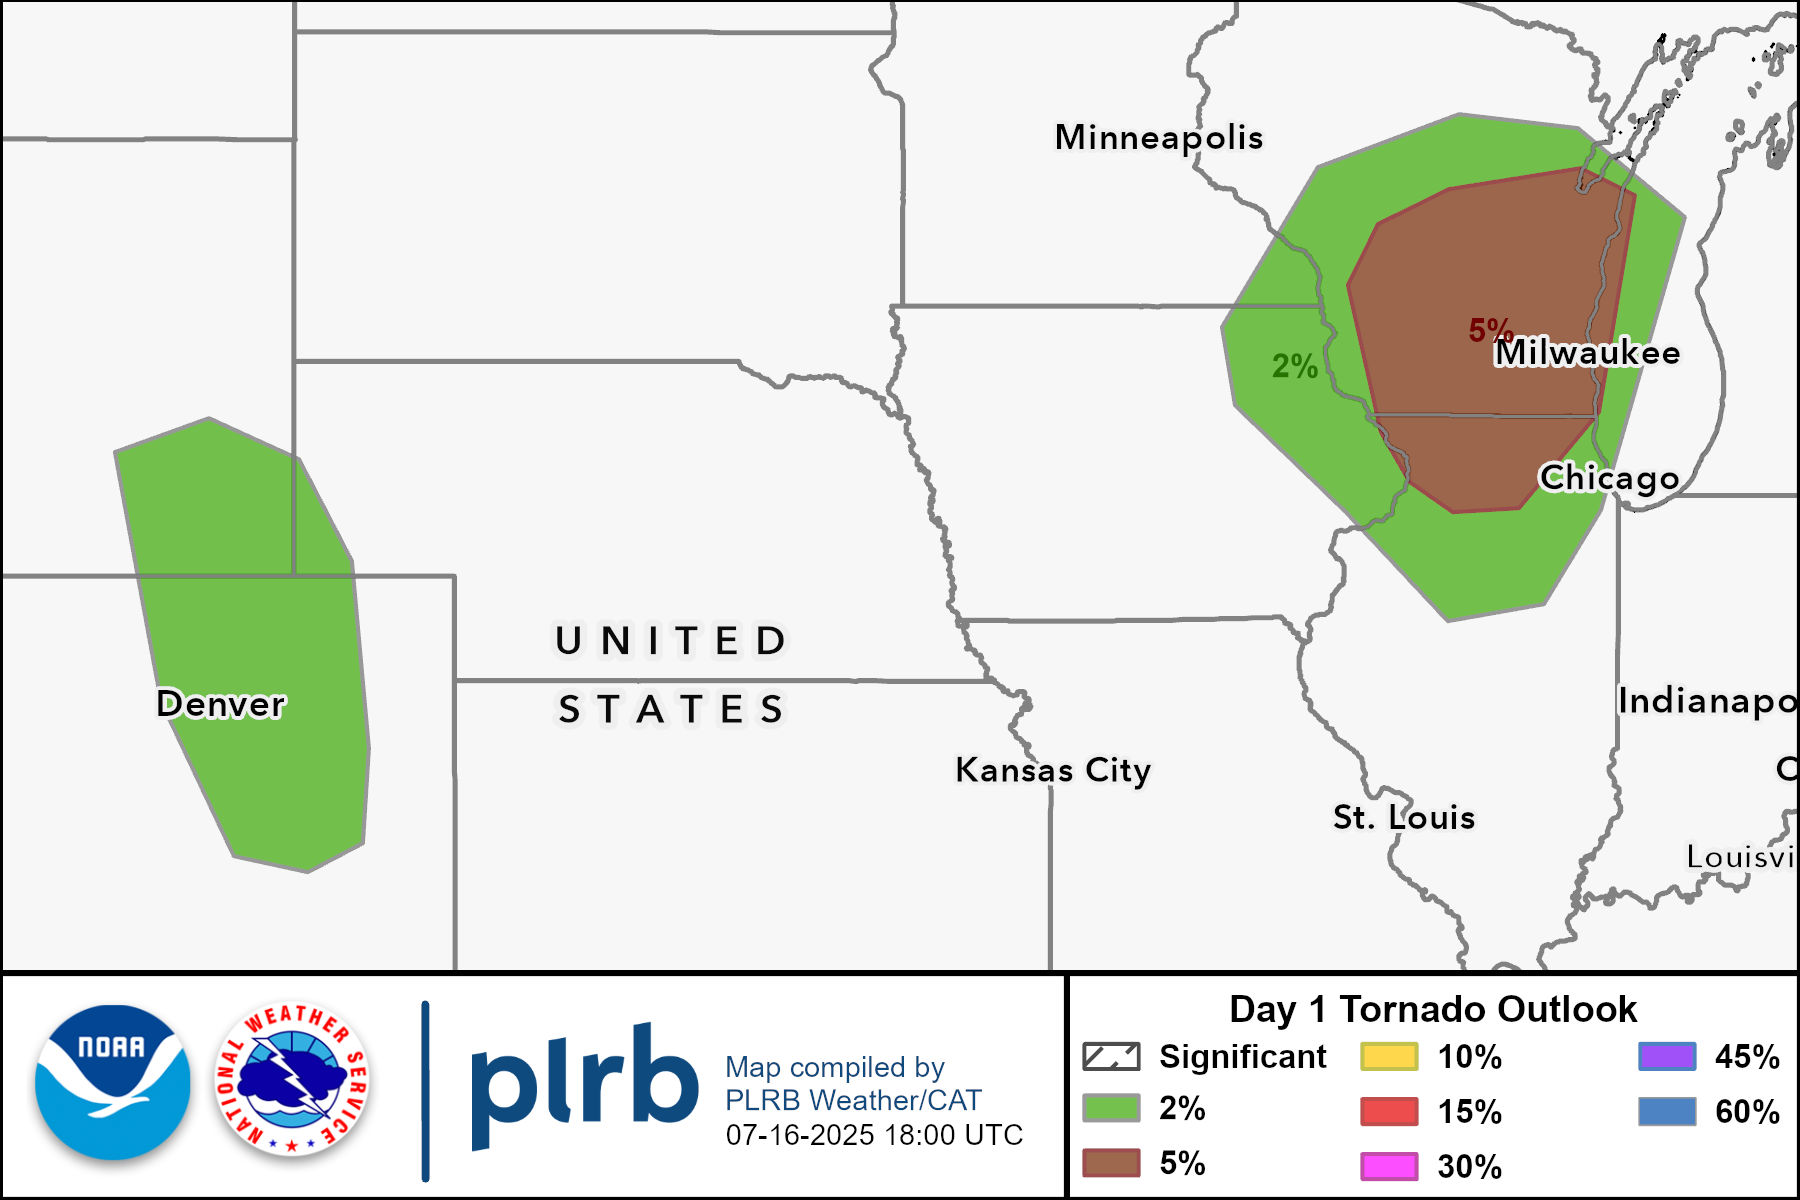 Minneapolis
5%
Milwaukee
2%
Chicago
UNITED
STATES
Denver
Indianapo
Kansas City
C
St. Louis
Louisvi
NOAA
NATIONAL WEATHER SERVICE
plrb
Map compiled by
PLRB Weather/CAT
07-16-2025 18:00 UTC
Day 1 Tornado Outlook
Significant
2%
5%
10%
15%
30%
45%
60%